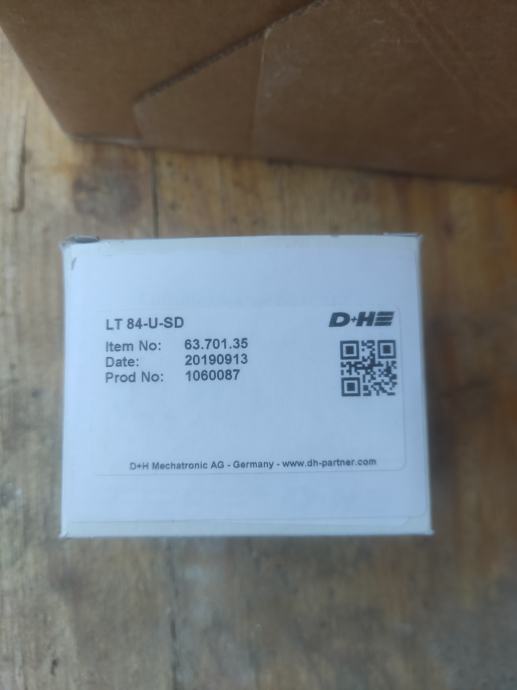 LT 84-U-SD
D+H
Item No: 63.701.35
Date: 20190913
Prod No: 1060087
D+H Mechatronic AG - Germany - www.dh-partner.com